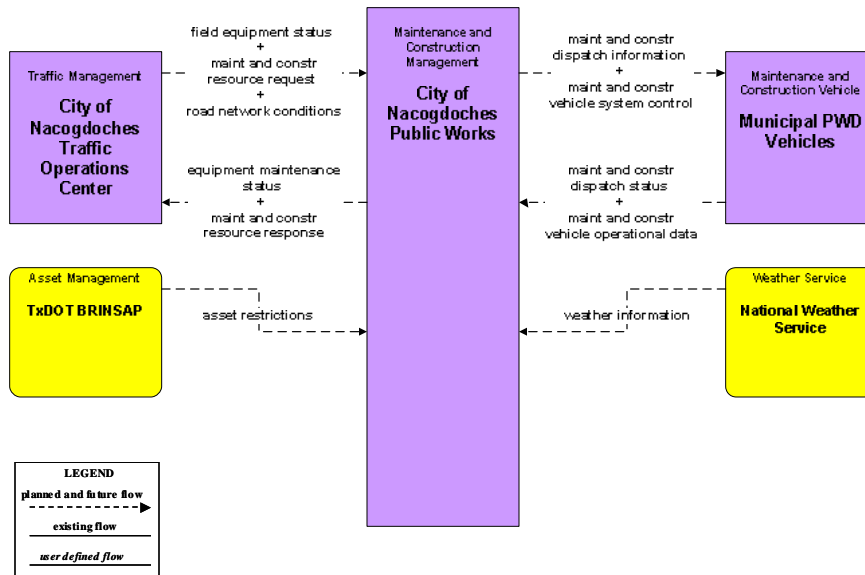 field equipment status
+
maint and constr
resource request
+
road network conditions
Maintenance and
Construction
Management
City of
Nacogdoches
Public Works
maint and constr
dispatch information
+
maint and constr
vehicle system control
Traffic Management
City of
Nacogdoches
Traffic
Operations
Center
Maintenance and
Construction Vehicle
Municipal PWD
Vehicles
equipment maintenance
status
+
maint and constr
resource response
maint and constr
dispatch status
+
maint and constr
vehicle operational data
Asset Management
TxDOT BRINSAP
asset restrictions
weather information
Weather Service
National Weather
Service
LEGEND
planned and future flow
existing flow
user defined flow